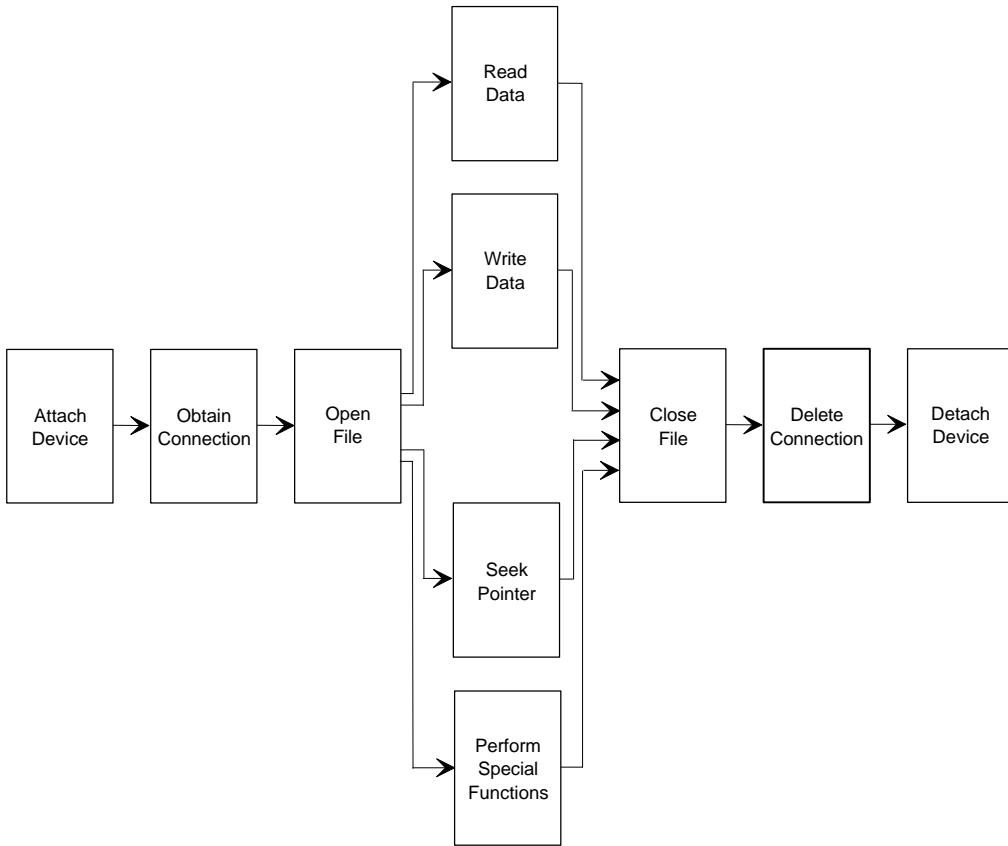 Read
Data
Write
Data
Attach
Device
Obtain
Connection
Open
File
Close
File
Delete
Connection
Detach
Device
Seek
Pointer
Perform
Special
Functions